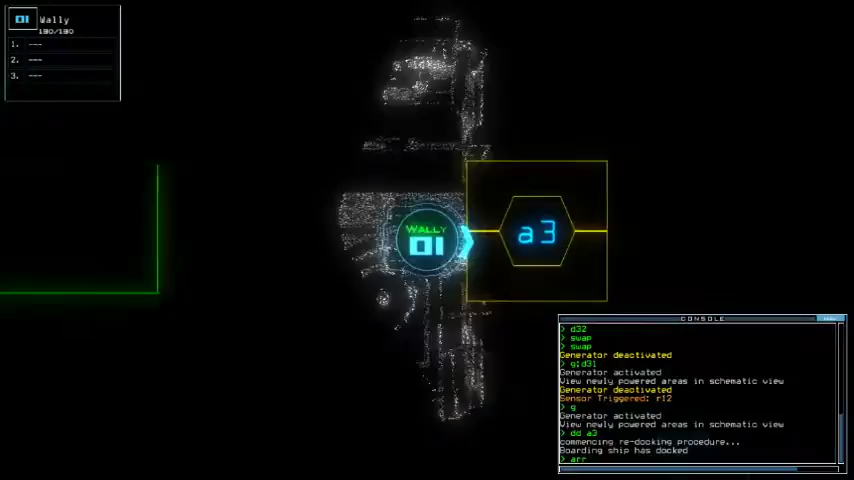 01 Wally
180/180
1. ---
2. ---
3. ---
WALLY
01
a3
CONSOLE
> d32
> swap
> swap
Generator deactivated
> g;d31
Generator activated
View newly powered areas in schematic view
Generator deactivated
Sensor Triggered: r12
> g
Generator activated
View newly powered areas in schematic view
> dd a3
commencing re-docking procedure...
Boarding ship has docked
> arr